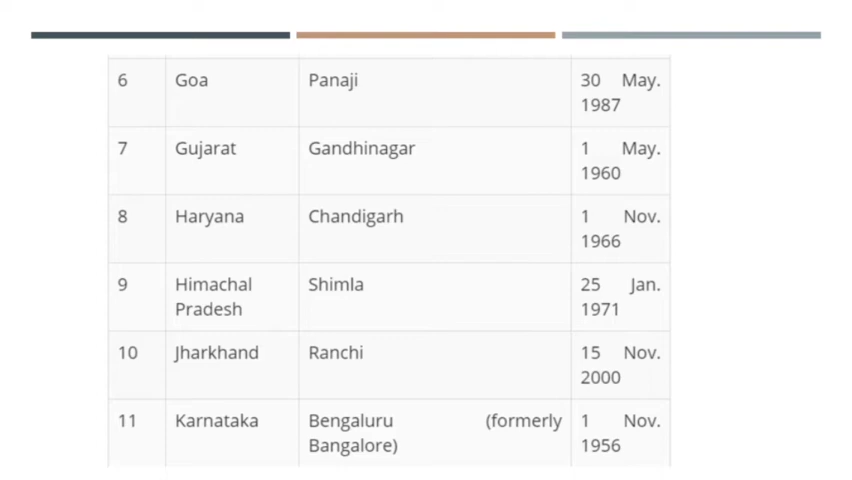 6 Goa Panaji 30 May.
1987
7 Gujarat Gandhinagar 1 May.
1960
8 Haryana Chandigarh 1 Nov.
1966
9 Himachal Shimla 25 Jan.
Pradesh 1971
10 Jharkhand Ranchi 15 Nov.
2000
11 Karnataka Bengaluru (formerly 1 Nov.
Bangalore) 1956